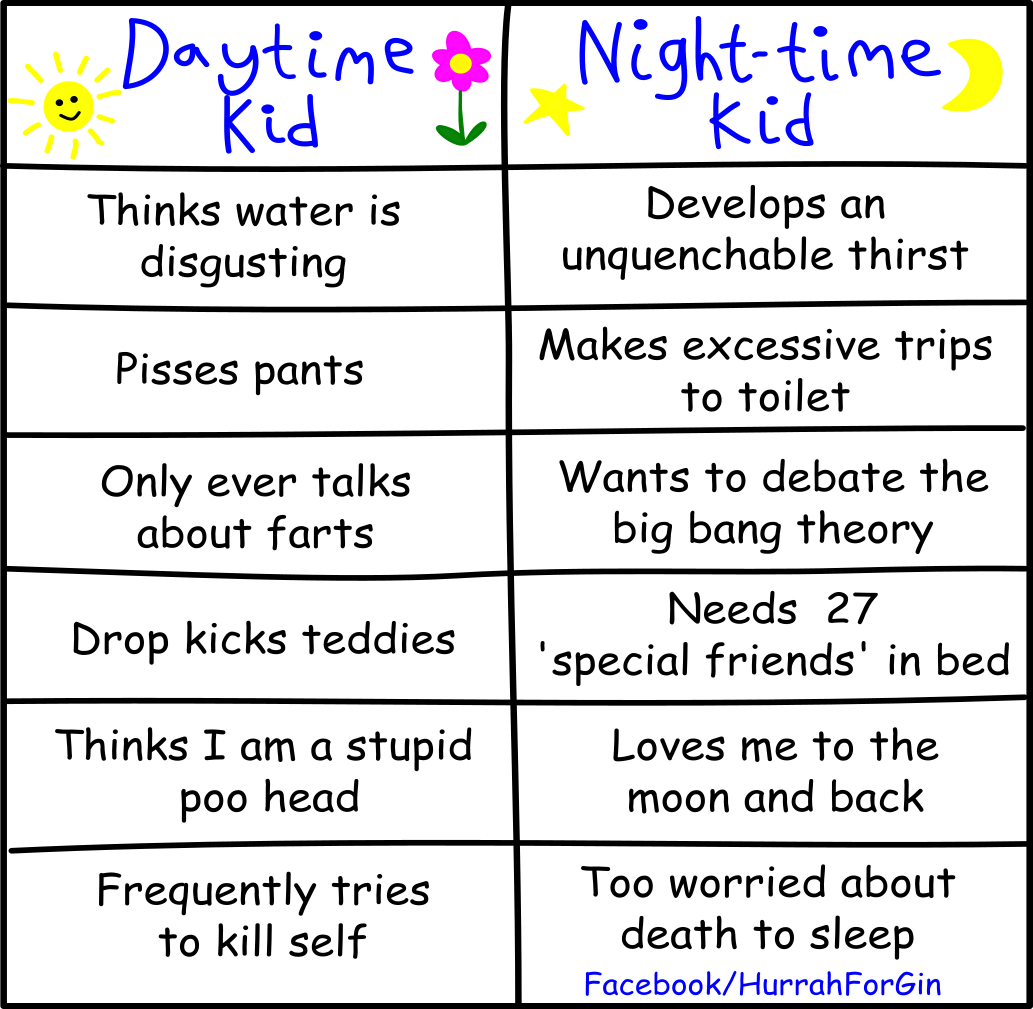 Daytime
Kid
Night-time
Kid
Thinks water is
disgusting
Develops an
unquenchable thirst
Pisses pants
Makes excessive trips
to toilet
Only ever talks
about farts
Wants to debate the
big bang theory
Drop kicks teddies
Needs 27
'special friends' in bed
Thinks I am a stupid
poo head
Loves me to the
moon and back
Frequently tries
to kill self
Too worried about
death to sleep
Facebook/HurrahForGin